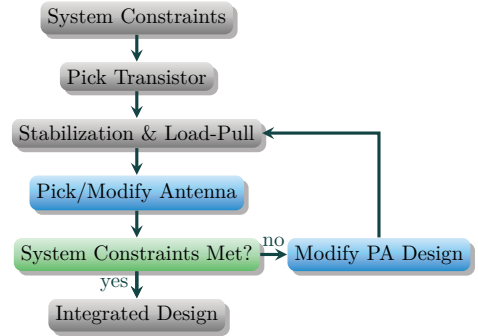 System Constraints
Pick Transistor
Stabilization & Load-Pull
Pick/Modify Antenna
System Constraints Met?
no
Modify PA Design
yes
Integrated Design